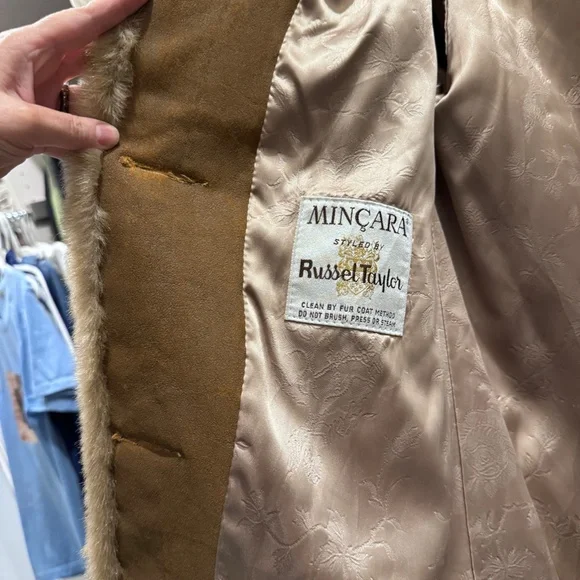 MINÇARA®
STYLED BY
Russel Taylor
CLEAN BY FUR COAT METHOD
DO NOT BRUSH, PRESS OR STEAM